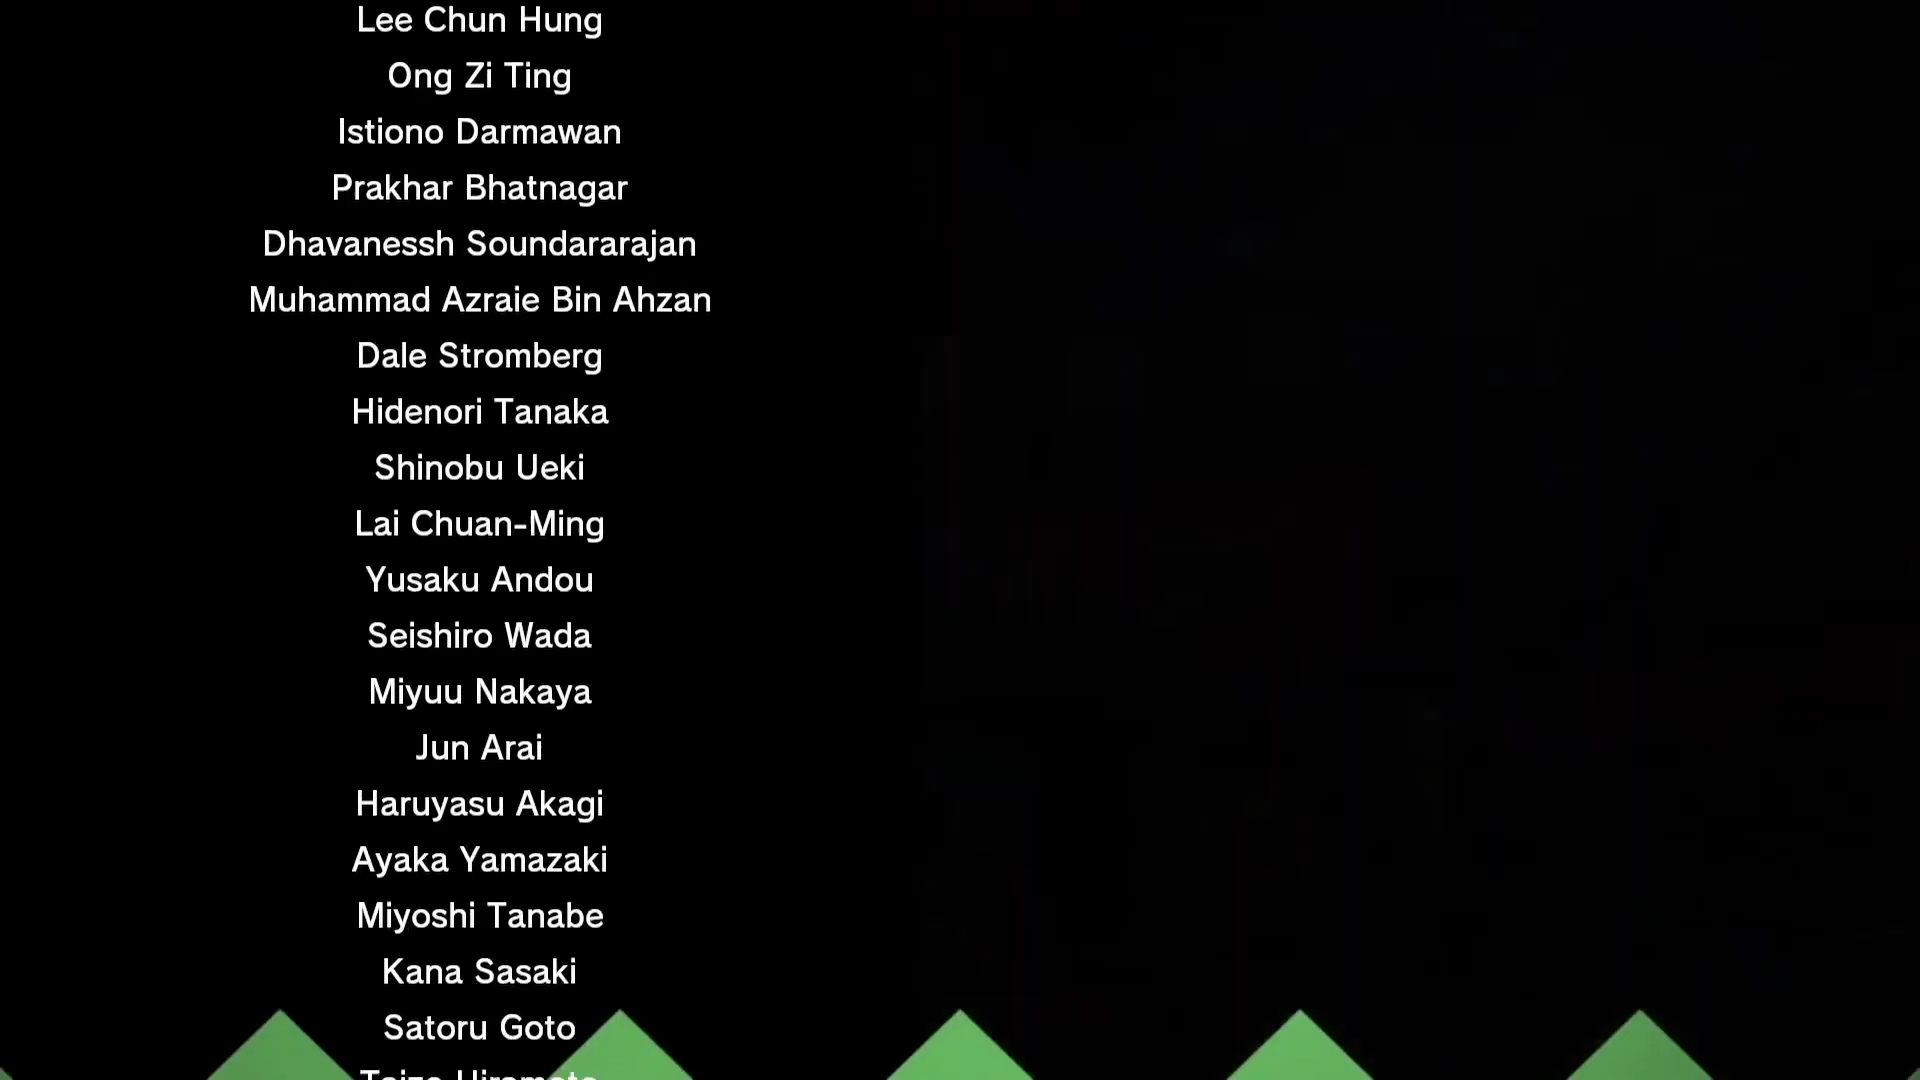 Lee Chun Hung
Ong Zi Ting
Istiono Darmawan
Prakhar Bhatnagar
Dhavanessh Soundararajan
Muhammad Azraie Bin Ahzan
Dale Stromberg
Hidenori Tanaka
Shinobu Ueki
Lai Chuan-Ming
Yusaku Andou
Seishiro Wada
Miyuu Nakaya
Jun Arai
Haruyasu Akagi
Ayaka Yamazaki
Miyoshi Tanabe
Kana Sasaki
Satoru Goto